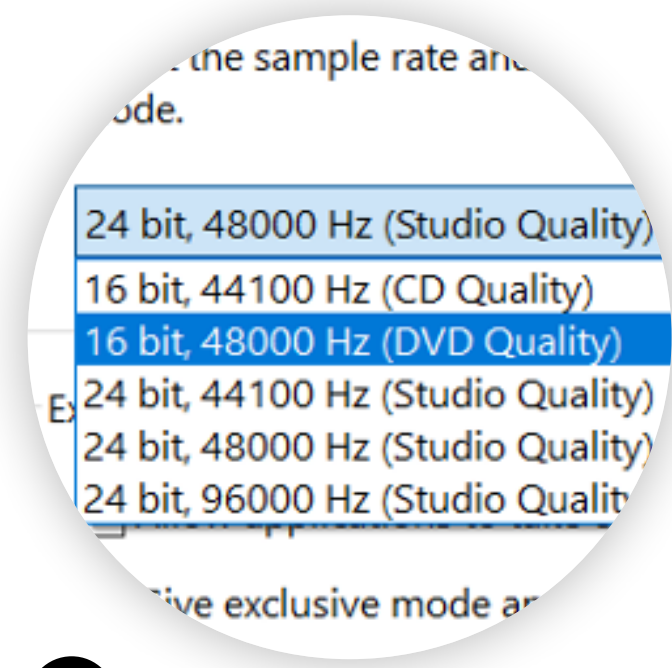 the sample rate and
ode.
24 bit, 48000 Hz (Studio Quality)
16 bit, 44100 Hz (CD Quality)
16 bit, 48000 Hz (DVD Quality)
24 bit, 44100 Hz (Studio Quality)
Ex
24 bit, 48000 Hz (Studio Quality)
24 bit, 96000 Hz (Studio Quality
Give exclusive mode